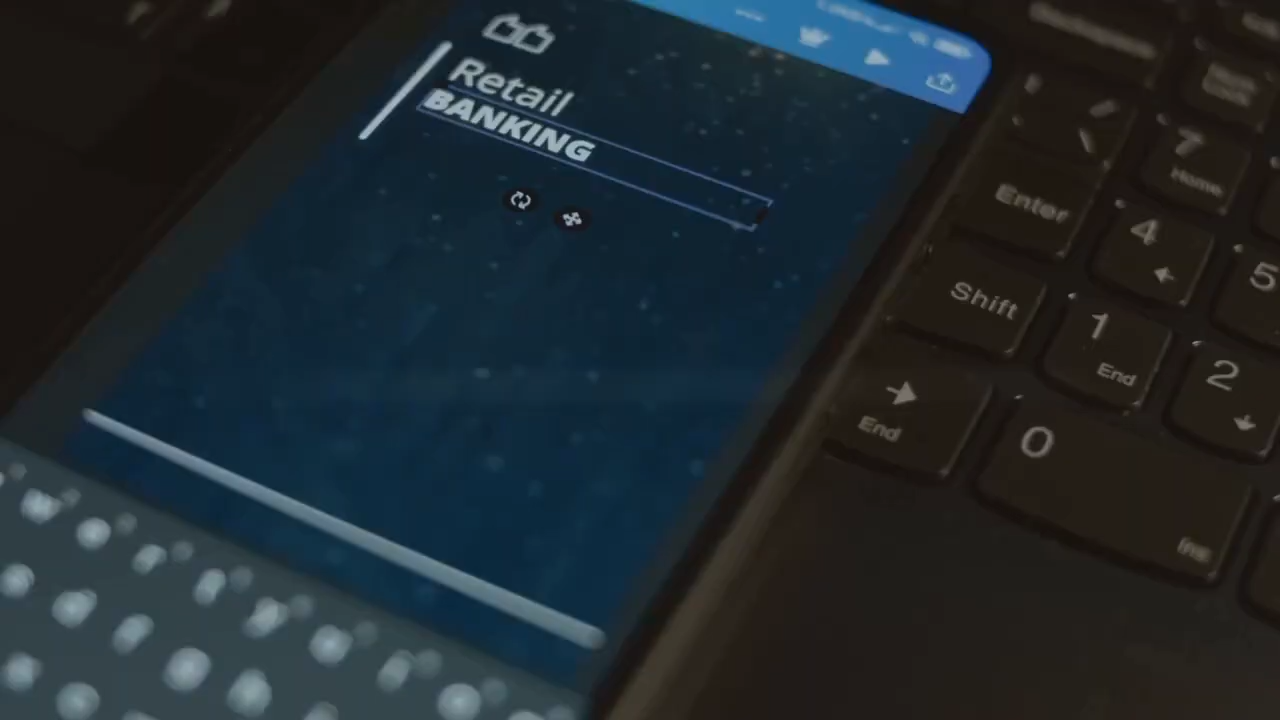 Retail
BANKING
Enter
Shift
End
7
Home
4
5
1
End
2
0
Ins